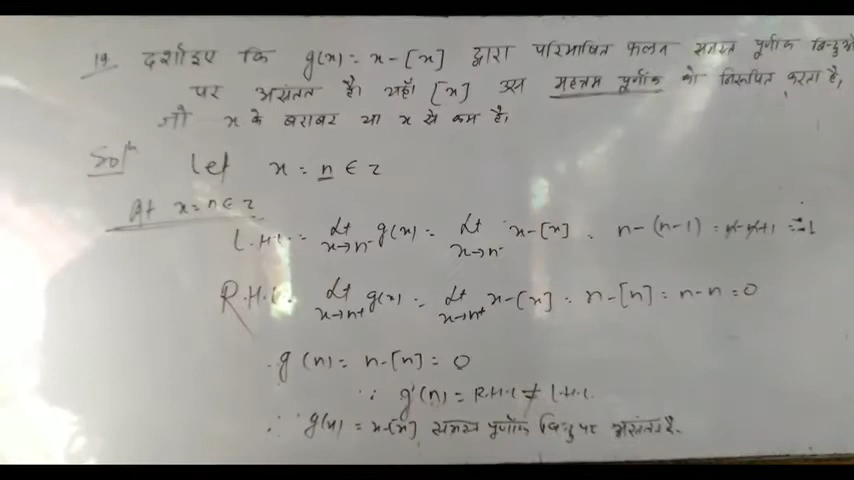 19 दर्शाइए कि g(x) = x - [x] द्वारा परिभाषित फलन समस्त पूर्णांक बिन्दुओ
पर असंतत है। यहाँ [x] उस महत्तम पूर्णांक को निरूपित करता है,
जो x के बराबर या x से कम है,
Solⁿ Let x = n ∈ z
At x = n ∈ z
L.H.L. = Lt x→n⁻ g(x) = Lt x→n⁻ x-[x] = n-(n-1) = n-n+1 = 1
R.H.L. Lt x→n⁺ g(x) = Lt x→n⁺ x-[x] = n-[n] = n-n = 0
g(n) = n-[n] = 0
∵ g(n) = R.H.L ≠ L.H.L.
∴ g(x) = x-[x] समस्त पूर्णांक बिन्दु पर असंतत है.